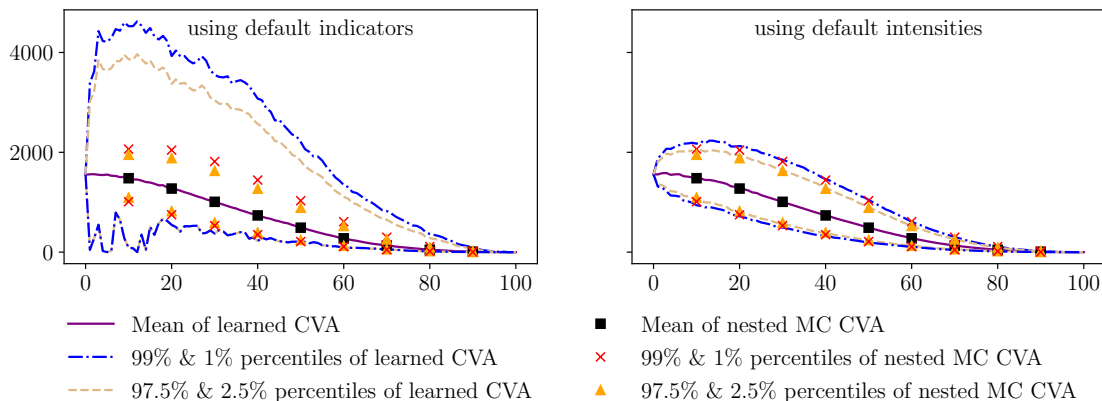 using default indicators
using default intensities
4000
2000
0
0 20 40 60 80 100
0 20 40 60 80 100
Mean of learned CVA
99% & 1% percentiles of learned CVA
97.5% & 2.5% percentiles of learned CVA
Mean of nested MC CVA
99% & 1% percentiles of nested MC CVA
97.5% & 2.5% percentiles of nested MC CVA